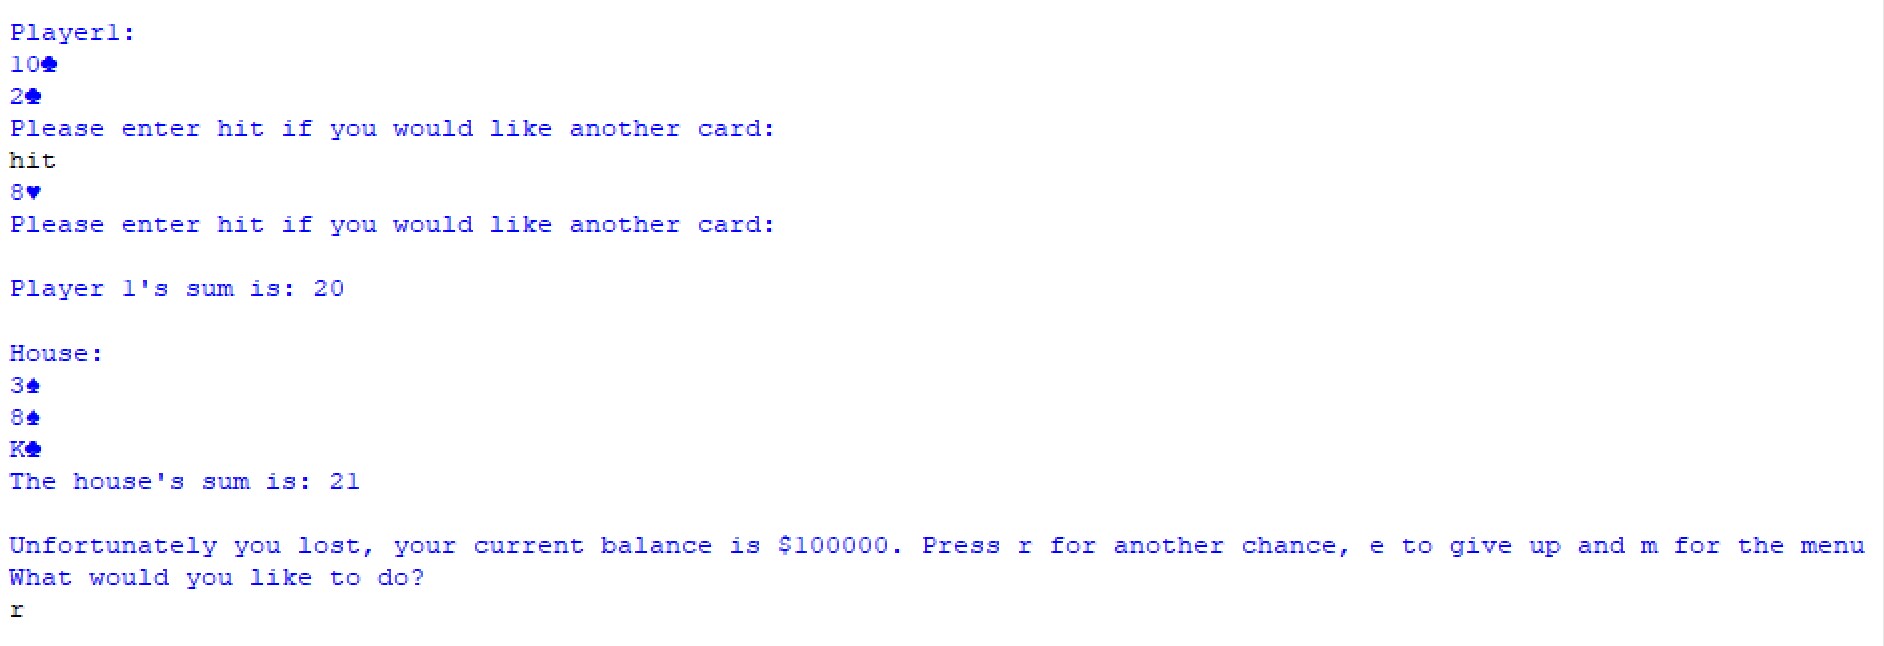 Player1:
10♣
2♣
Please enter hit if you would like another card:
hit
8♥
Please enter hit if you would like another card:
Player 1's sum is: 20
House:
3♠
8♠
K♣
The house's sum is: 21
Unfortunately you lost, your current balance is $100000. Press r for another chance, e to give up and m for the menu
What would you like to do?
r